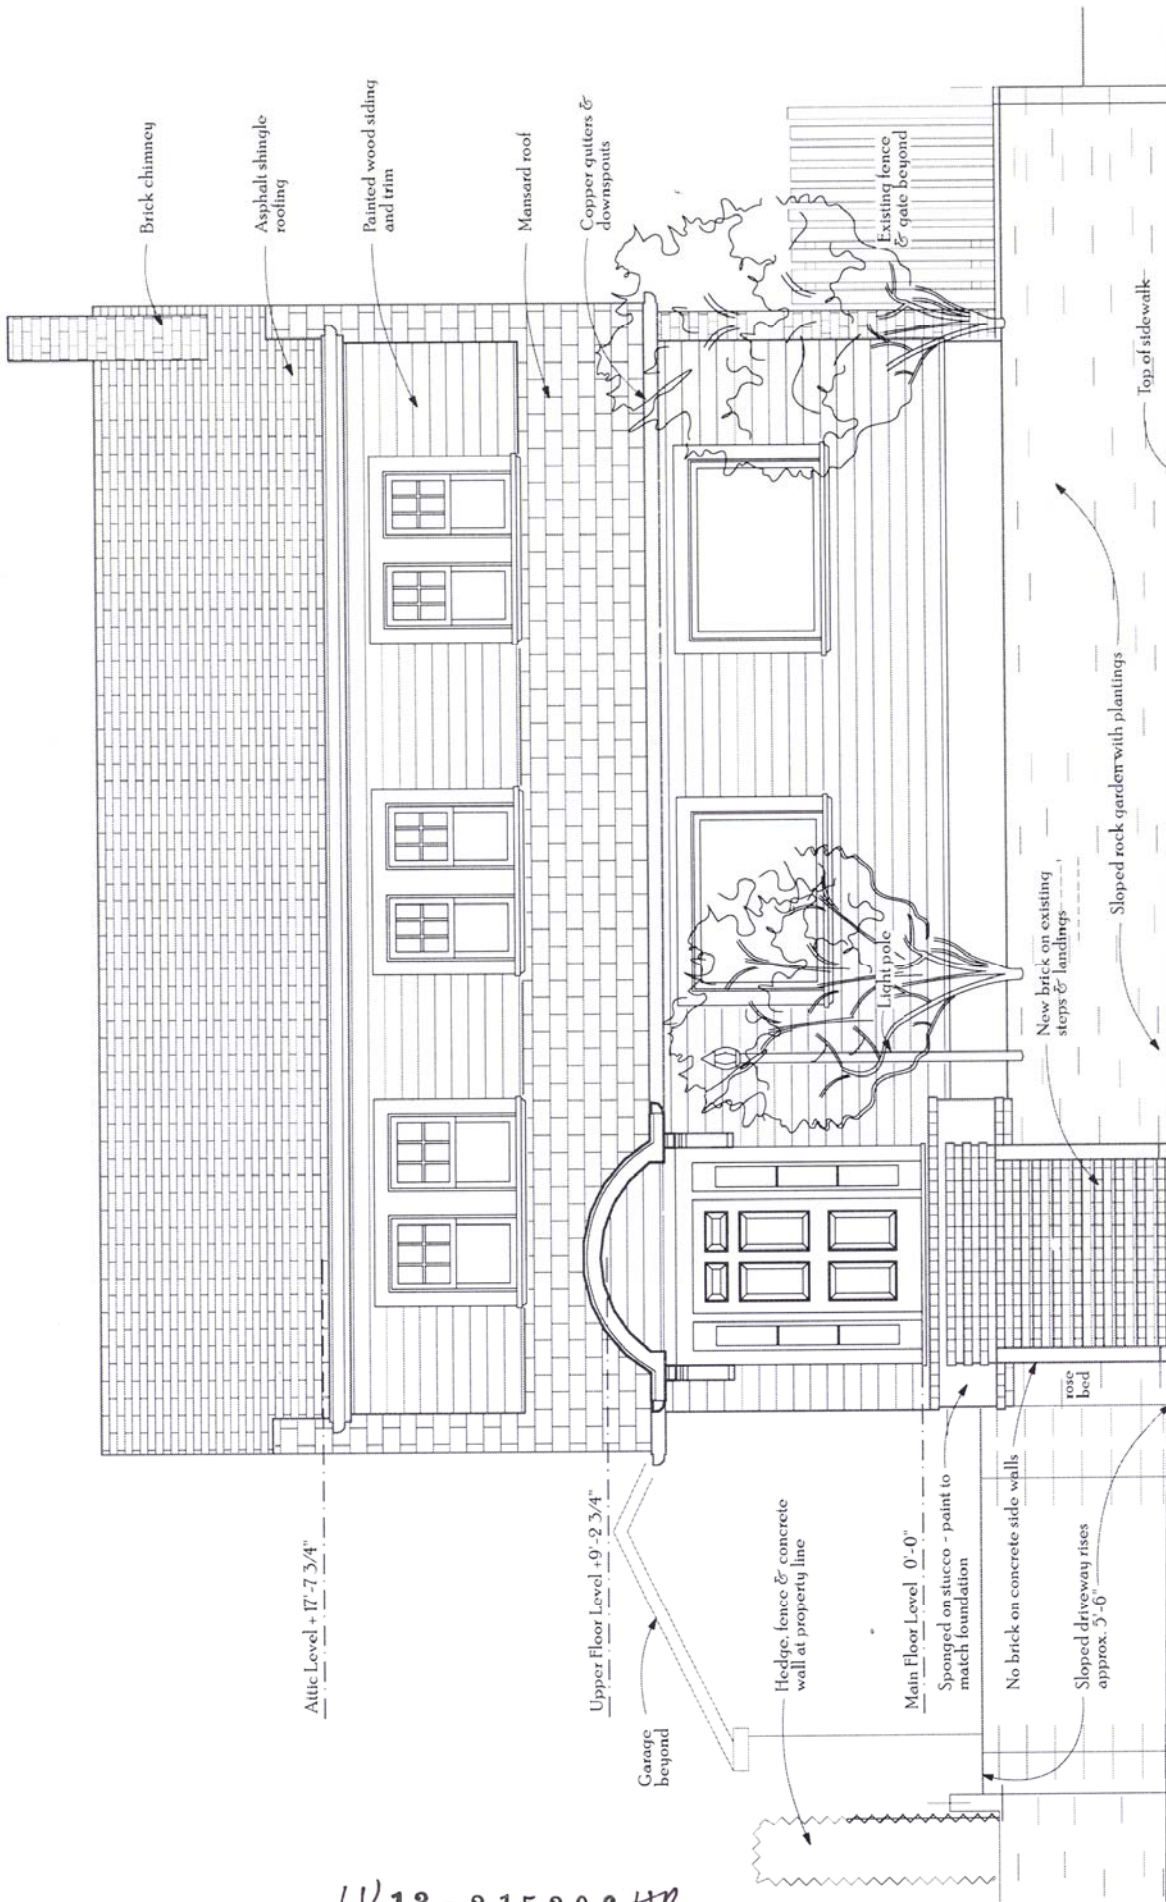 Brick chimney
Asphalt shingle
roofing
Painted wood siding
and trim
Mansard roof
Copper gutters &
downspouts
Existing fence
& gate beyond
Top of sidewalk
Attic Level + 17'-7 3/4"
Upper Floor Level +9'-2 3/4"
Garage
beyond
Hedge, fence & concrete
wall at property line
Main Floor Level 0'-0"
Sponged on stucco - paint to
match foundation
No brick on concrete side walls
Sloped driveway rises
approx. 5'-6"
rose
bed
Light pole
New brick on existing
steps & landings
Sloped rock garden with plantings